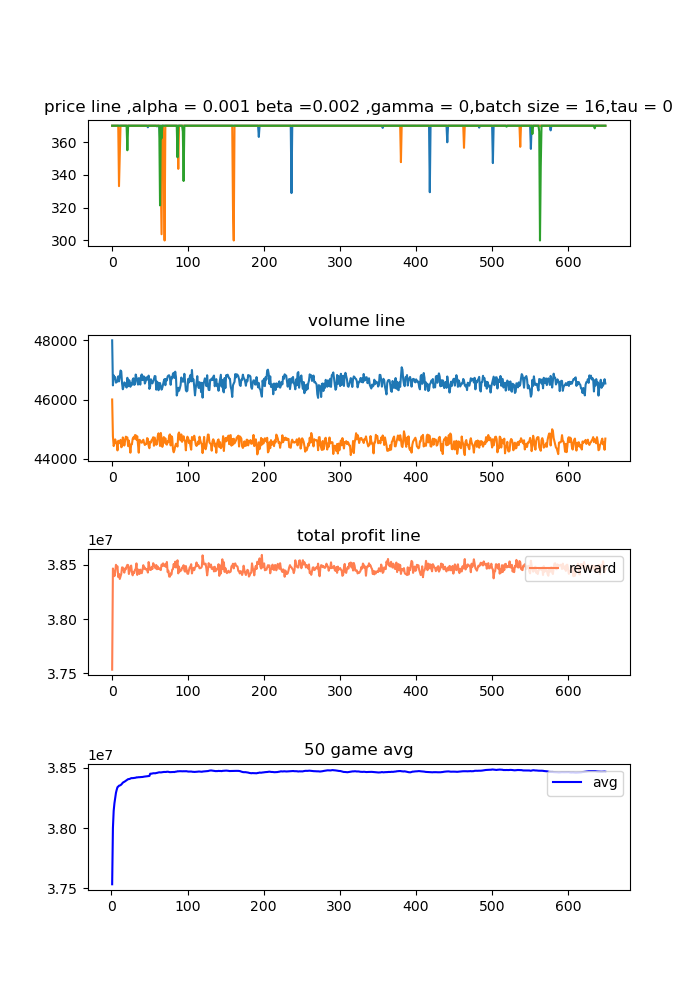 price line ,alpha = 0.001 beta =0.002 ,gamma = 0,batch size = 16,tau = 0
360
340
320
300
0 100 200 300 400 500 600
volume line
48000
46000
44000
0 100 200 300 400 500 600
total profit line
1e7
3.85
reward
3.80
3.75
0 100 200 300 400 500 600
50 game avg
1e7
3.85
avg
3.80
3.75
0 100 200 300 400 500 600